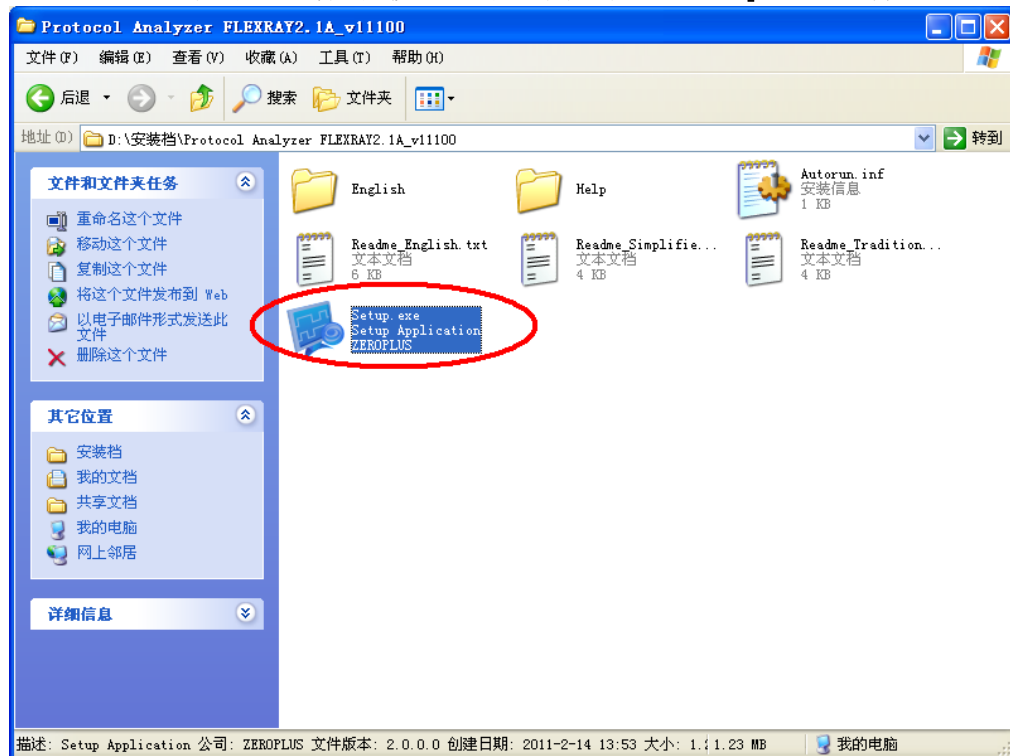 Protocol Analyzer FLEXRAY2.1A_v11100
文件(F) 编辑(E) 查看(V) 收藏(A) 工具(T) 帮助(H)
后退 搜索 文件夹
地址(D) D:\安装档\Protocol Analyzer FLEXRAY2.1A_v11100 转到
文件和文件夹任务
重命名这个文件
移动这个文件
复制这个文件
将这个文件发布到 Web
以电子邮件形式发送此
文件
删除这个文件
其它位置
安装档
我的文档
共享文档
我的电脑
网上邻居
详细信息
English
Help
Autorun.inf
安装信息
1 KB
Readme_English.txt
文本文档
6 KB
Readme_Simplifie...
文本文档
4 KB
Readme_Tradition...
文本文档
4 KB
Setup.exe
Setup Application
ZEROPLUS
描述: Setup Application 公司: ZEROPLUS 文件版本: 2.0.0.0 创建日期: 2011-2-14 13:53 大小: 1.23 MB 我的电脑